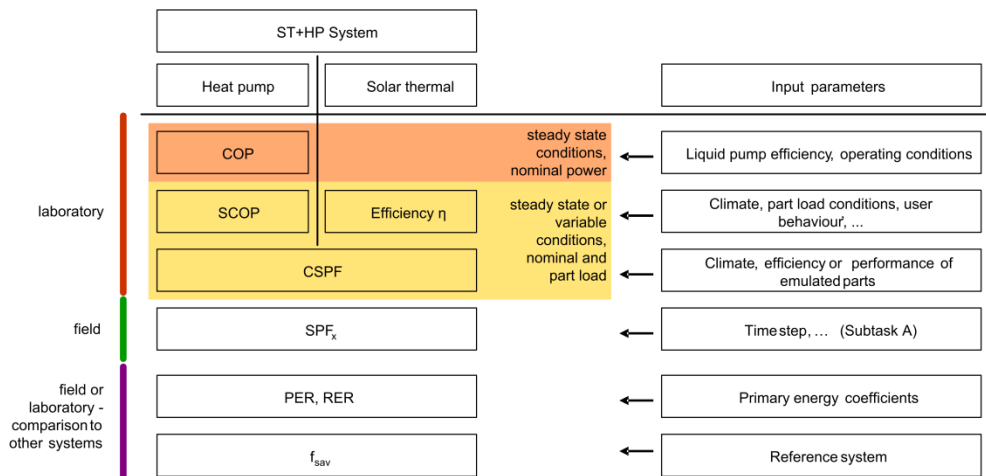 ST+HP System
Heat pump
Solar thermal
Input parameters
laboratory
COP
steady state
conditions,
nominal power
Liquid pump efficiency, operating conditions
SCOP
Efficiency η
steady state or
variable
conditions,
nominal and
part load
Climate, part load conditions, user
behaviour, ...
CSPF
Climate, efficiency or performance of
emulated parts
field
SPFx
Time step, … (Subtask A)
field or
laboratory -
comparison to
other systems
PER, RER
Primary energy coefficients
fsav
Reference system